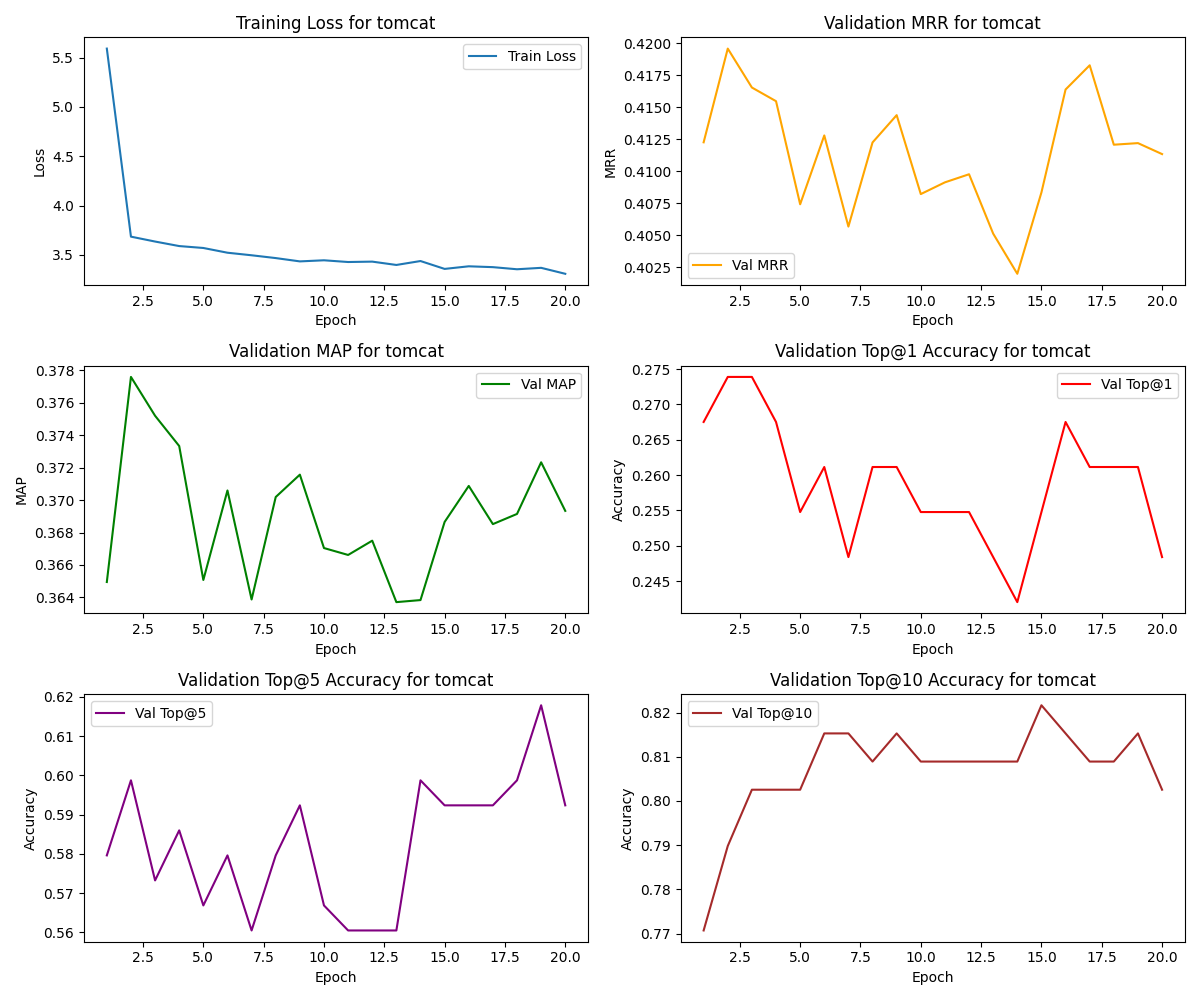 Training Loss for tomcat
5.5
5.0
4.5
4.0
3.5
Loss
Train Loss
2.5 5.0 7.5 10.0 12.5 15.0 17.5 20.0
Epoch
Validation MRR for tomcat
0.4200
0.4175
0.4150
0.4125
0.4100
0.4075
0.4050
0.4025
MRR
Val MRR
2.5 5.0 7.5 10.0 12.5 15.0 17.5 20.0
Epoch
Validation MAP for tomcat
0.378
0.376
0.374
0.372
0.370
0.368
0.366
0.364
MAP
Val MAP
2.5 5.0 7.5 10.0 12.5 15.0 17.5 20.0
Epoch
Validation Top@1 Accuracy for tomcat
0.275
0.270
0.265
0.260
0.255
0.250
0.245
Accuracy
Val Top@1
2.5 5.0 7.5 10.0 12.5 15.0 17.5 20.0
Epoch
Validation Top@5 Accuracy for tomcat
0.62
0.61
0.60
0.59
0.58
0.57
0.56
Accuracy
Val Top@5
2.5 5.0 7.5 10.0 12.5 15.0 17.5 20.0
Epoch
Validation Top@10 Accuracy for tomcat
0.82
0.81
0.80
0.79
0.78
0.77
Accuracy
Val Top@10
2.5 5.0 7.5 10.0 12.5 15.0 17.5 20.0
Epoch